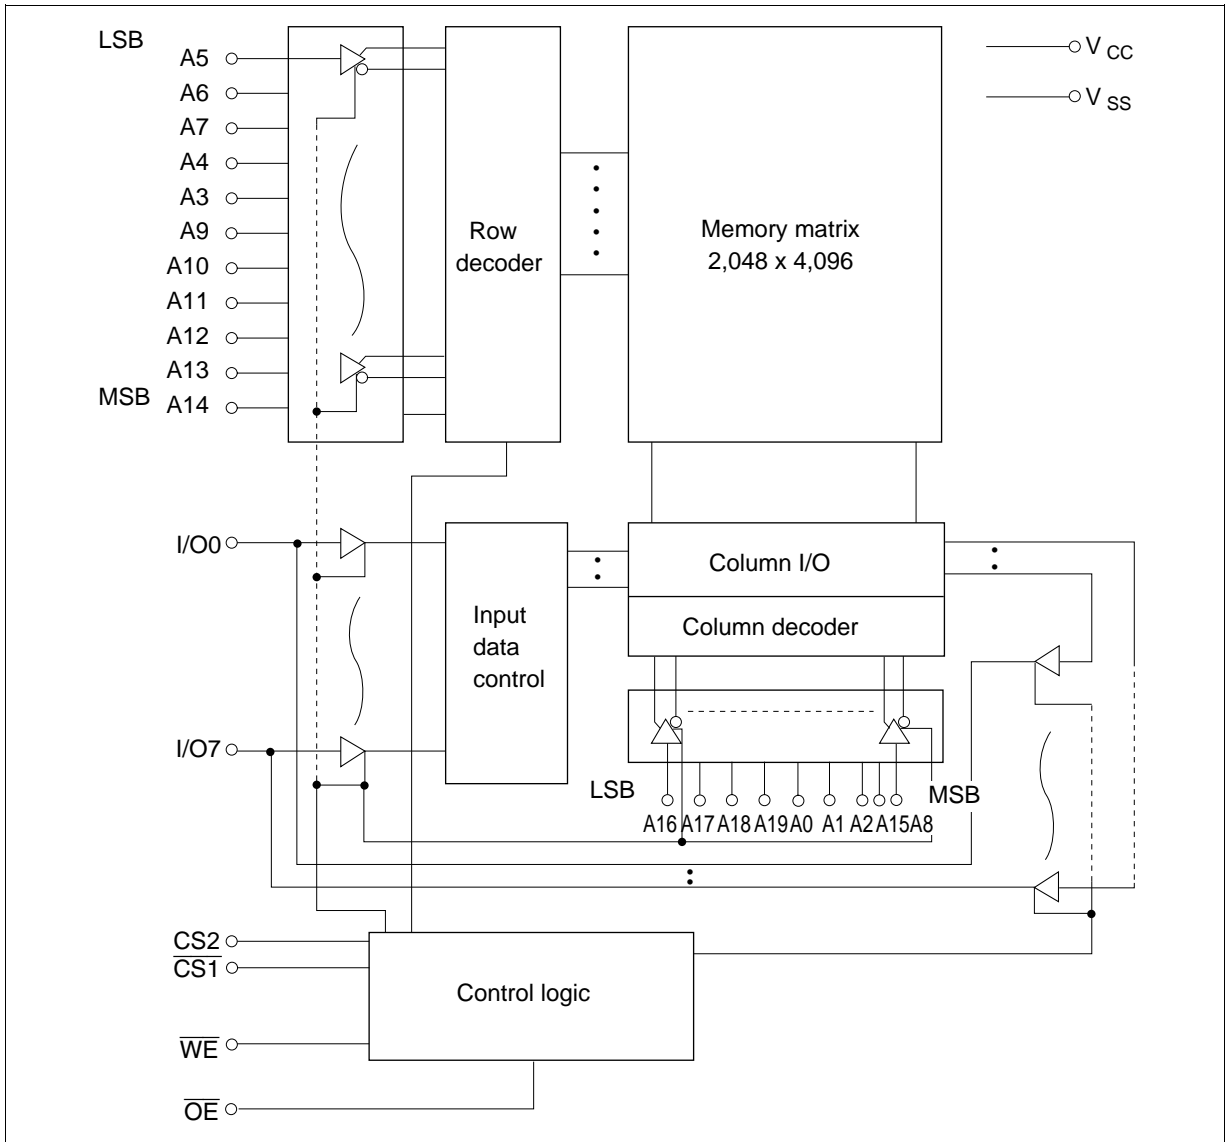 LSB
A5
A6
A7
A4
A3
A9
A10
A11
A12
A13
MSB
A14
Row
decoder
Memory matrix
2,048 x 4,096
V CC
V SS
I/O0
I/O7
Input
data
control
Column I/O
Column decoder
LSB
MSB
A16 A17 A18 A19 A0 A1 A2 A15 A8
CS2
CS1
WE
OE
Control logic